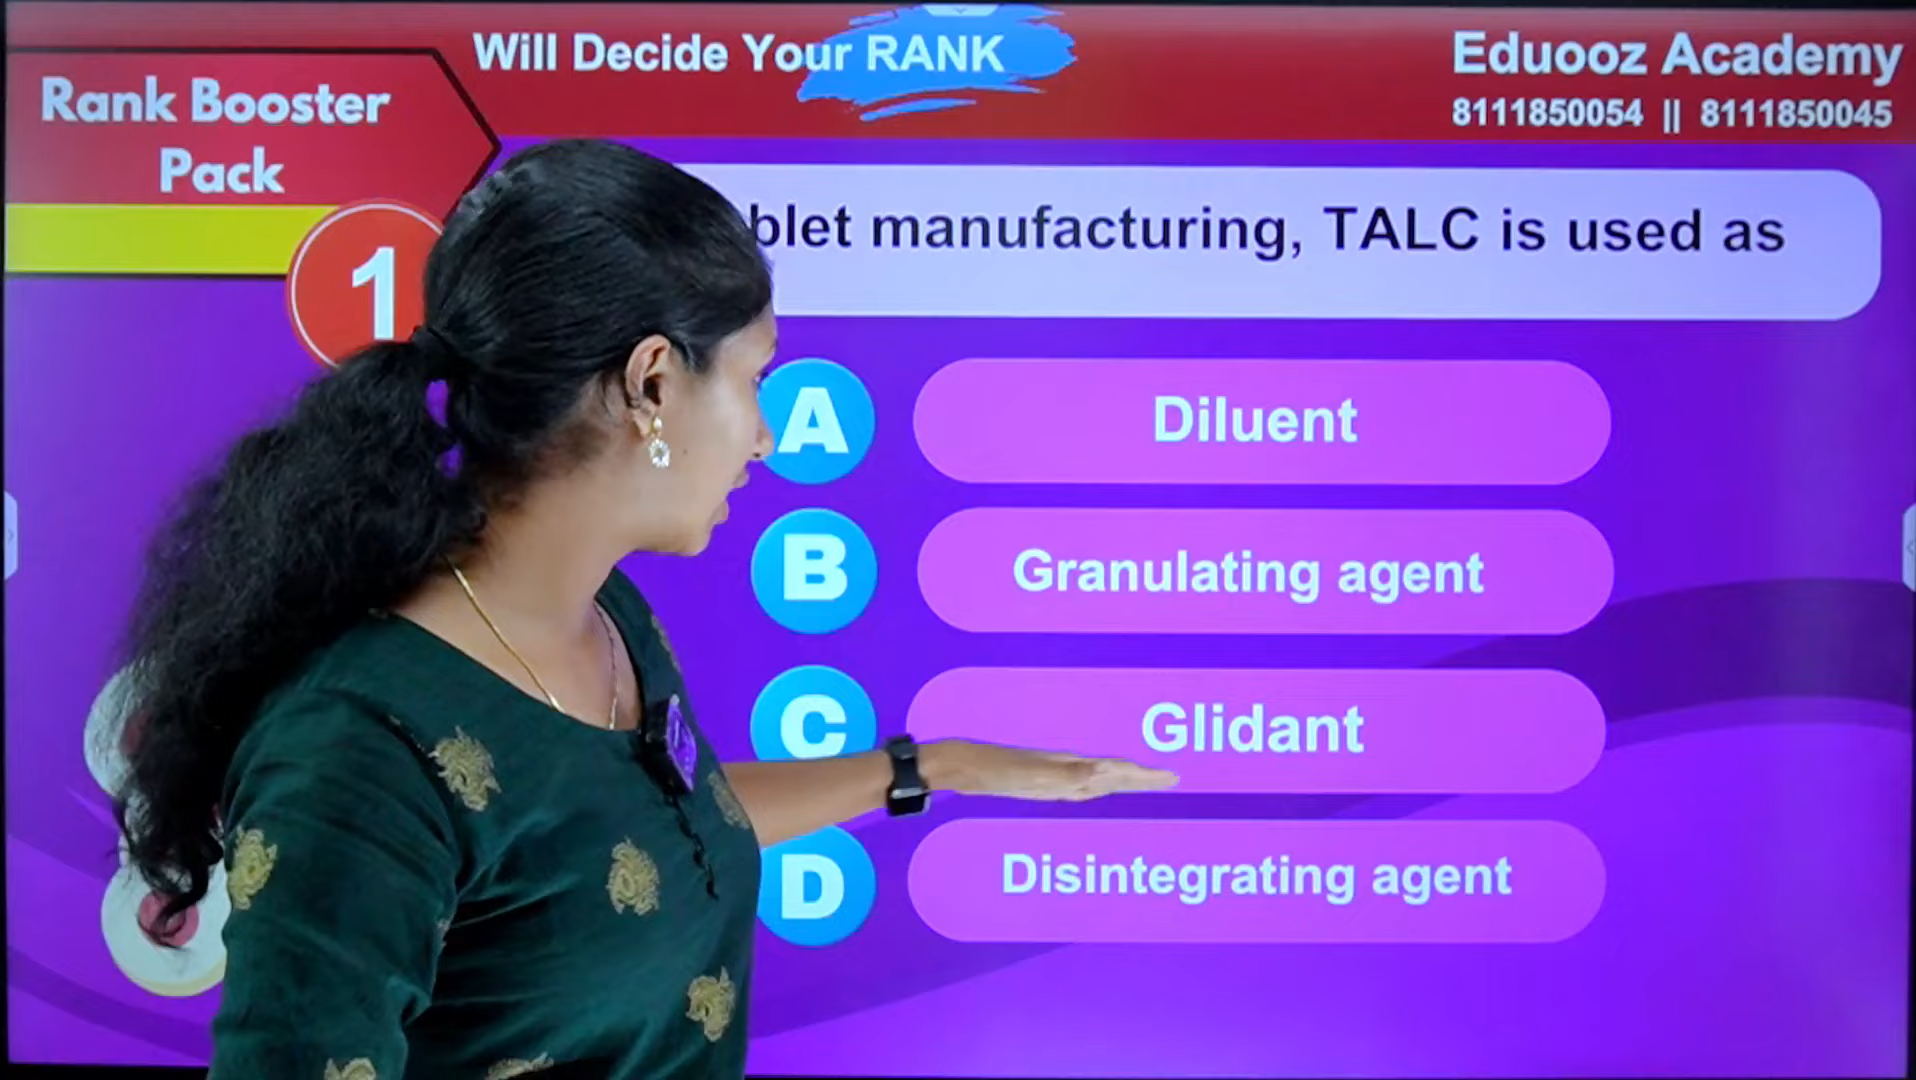 Will Decide Your RANK
Eduooz Academy
8111850054 || 8111850045
Rank Booster
Pack
1
blet manufacturing, TALC is used as
A
Diluent
B
Granulating agent
C
Glidant
D
Disintegrating agent